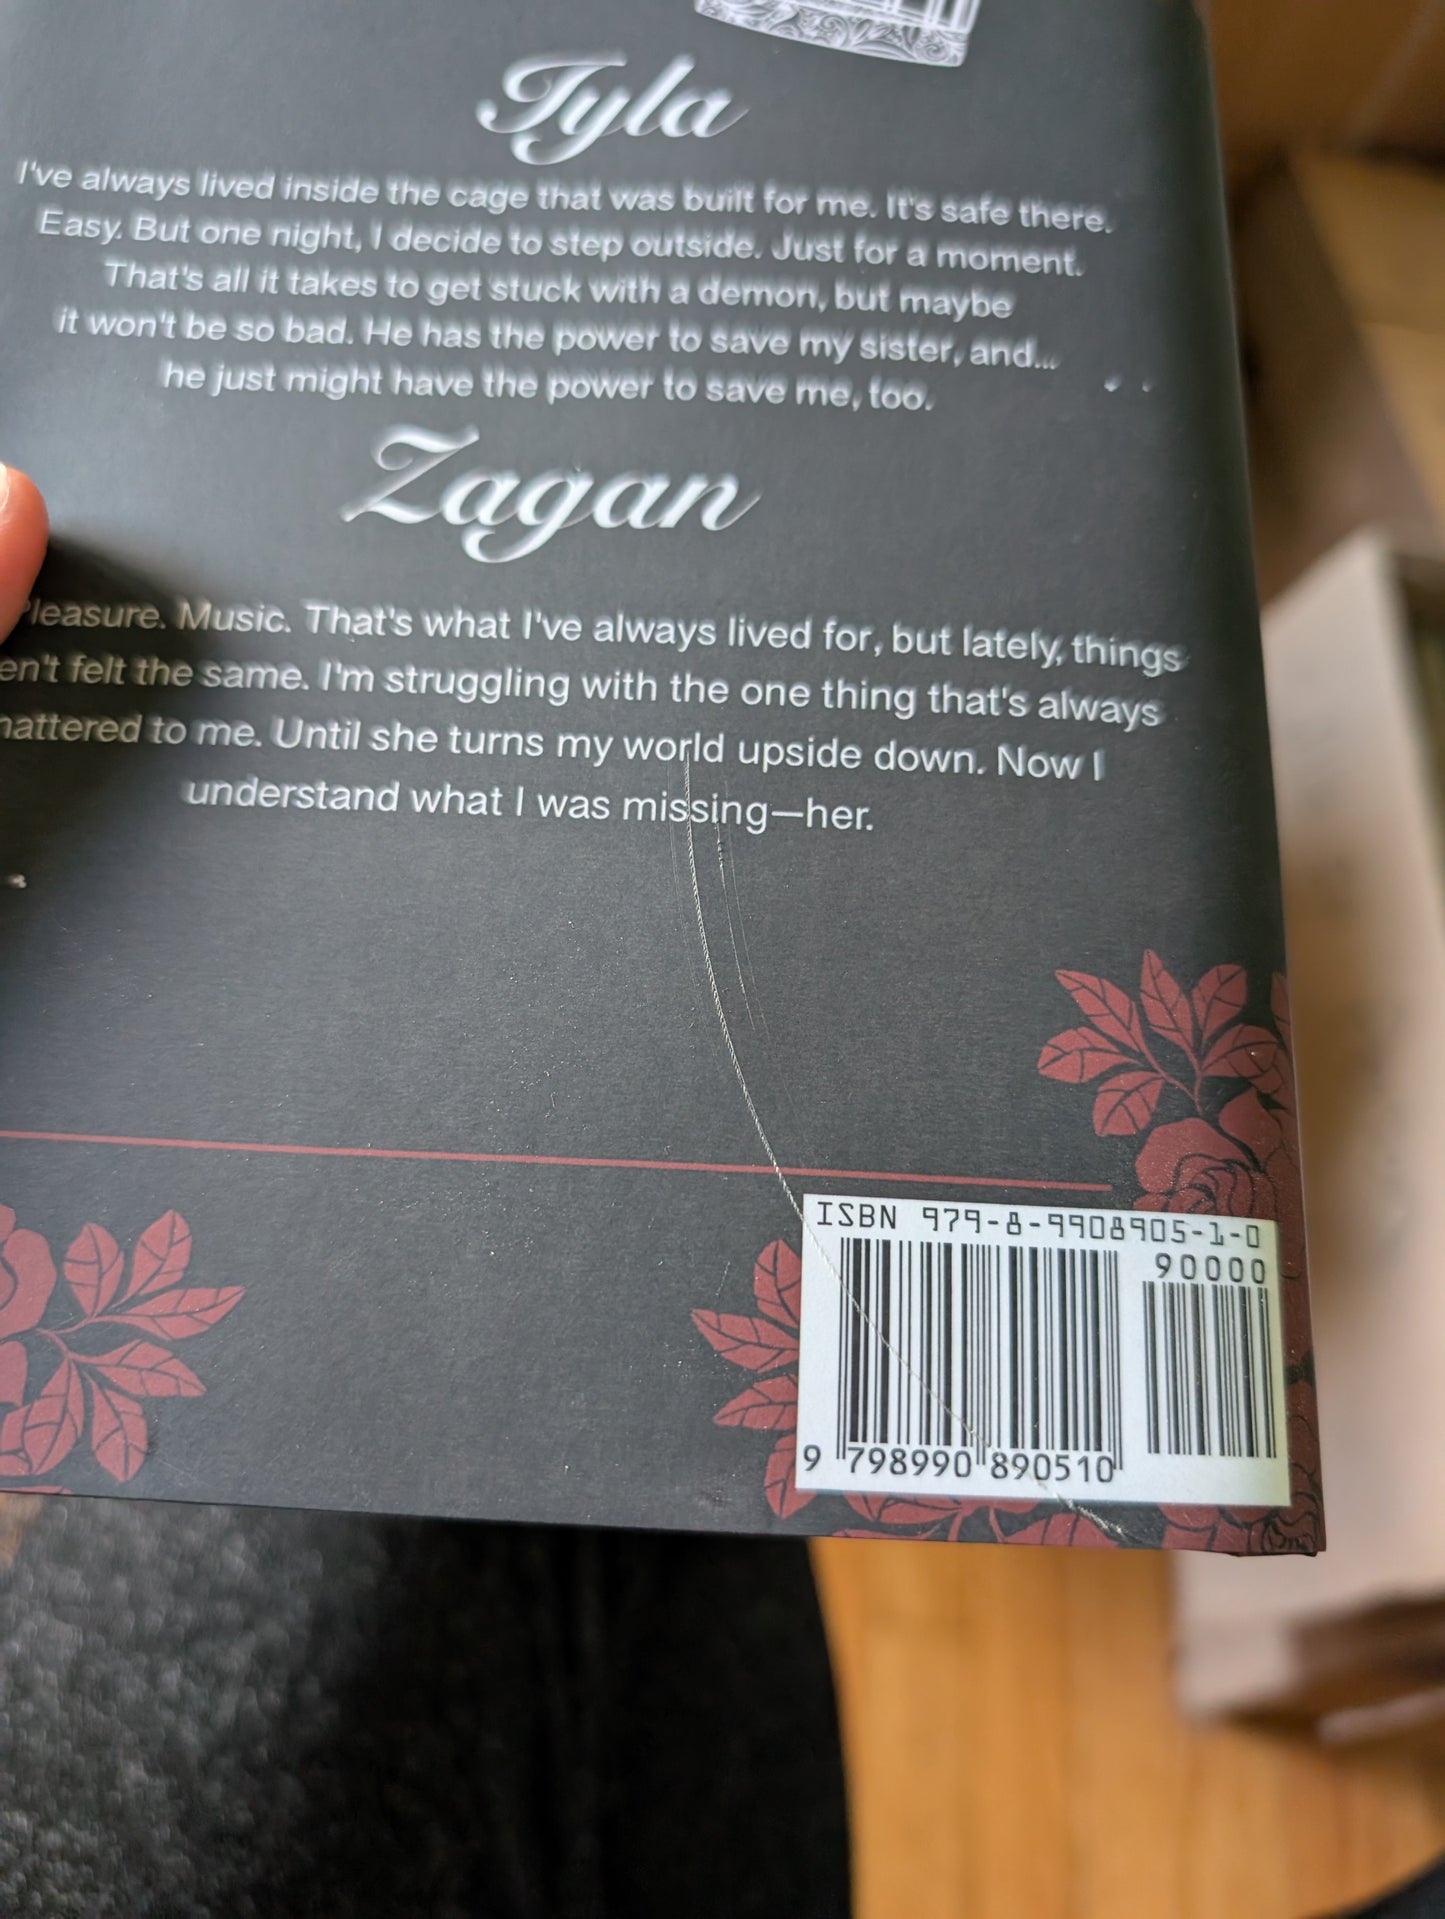 Tyla
I've always lived inside the cage that was built for me. It's safe there.
Easy. But one night, I decide to step outside. Just for a moment.
That's all it takes to get stuck with a demon, but maybe
it won't be so bad. He has the power to save my sister, and...
he just might have the power to save me, too.
Zagan
leasure. Music. That's what I've always lived for, but lately, things
en't felt the same. I'm struggling with the one thing that's always
mattered to me. Until she turns my world upside down. Now I
understand what I was missing—her.
ISBN 979-8-9908905-1-0
90000
9 798990 890510